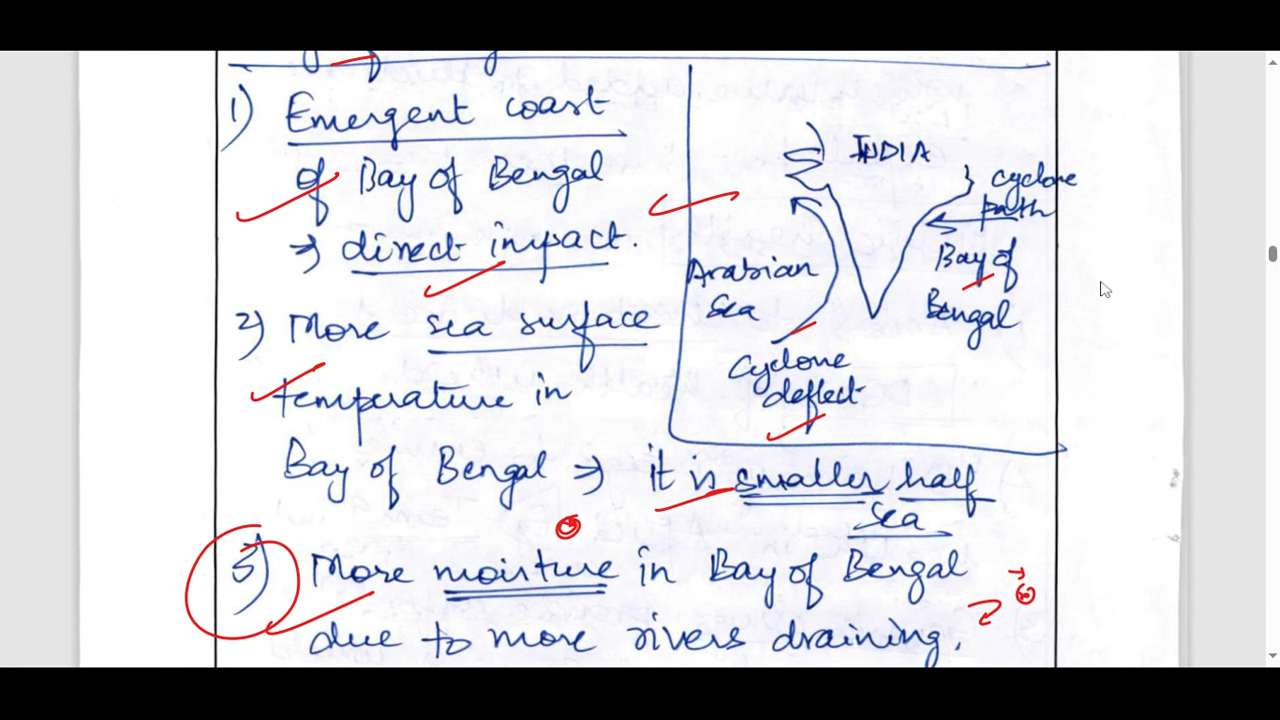 1) Emergent coast
of Bay of Bengal
→ direct impact.
2) More sea surface
temperature in
Bay of Bengal → it is smaller half
sea
3) More moisture in Bay of Bengal
due to more rivers draining.
INDIA
cyclone
path
Bay of
Bengal
Arabian
Sea
Cyclone
deflect